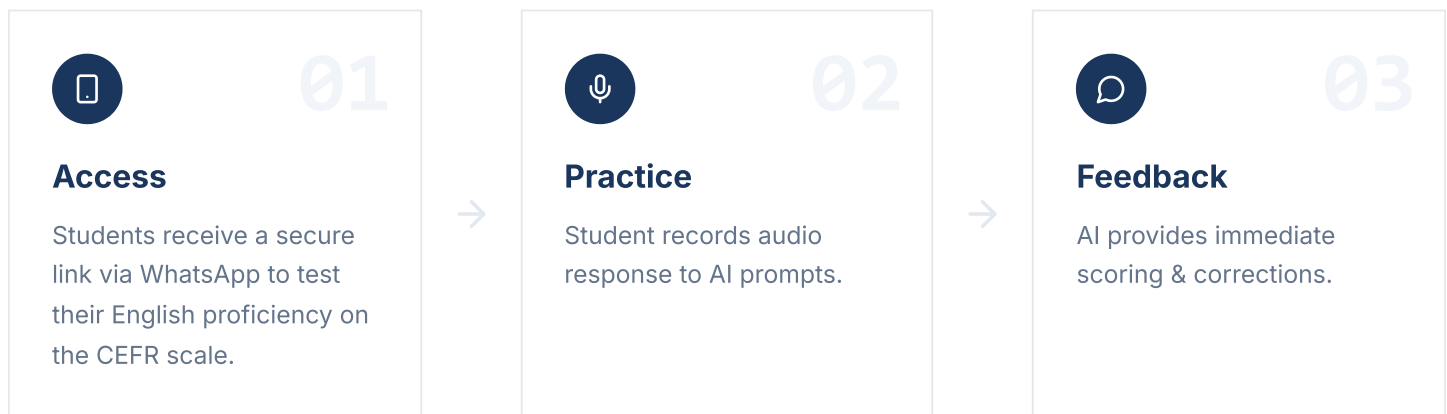 01
Access
Students receive a secure
link via WhatsApp to test
their English proficiency on
the CEFR scale.
02
Practice
Student records audio
response to AI prompts.
03
Feedback
AI provides immediate
scoring & corrections.